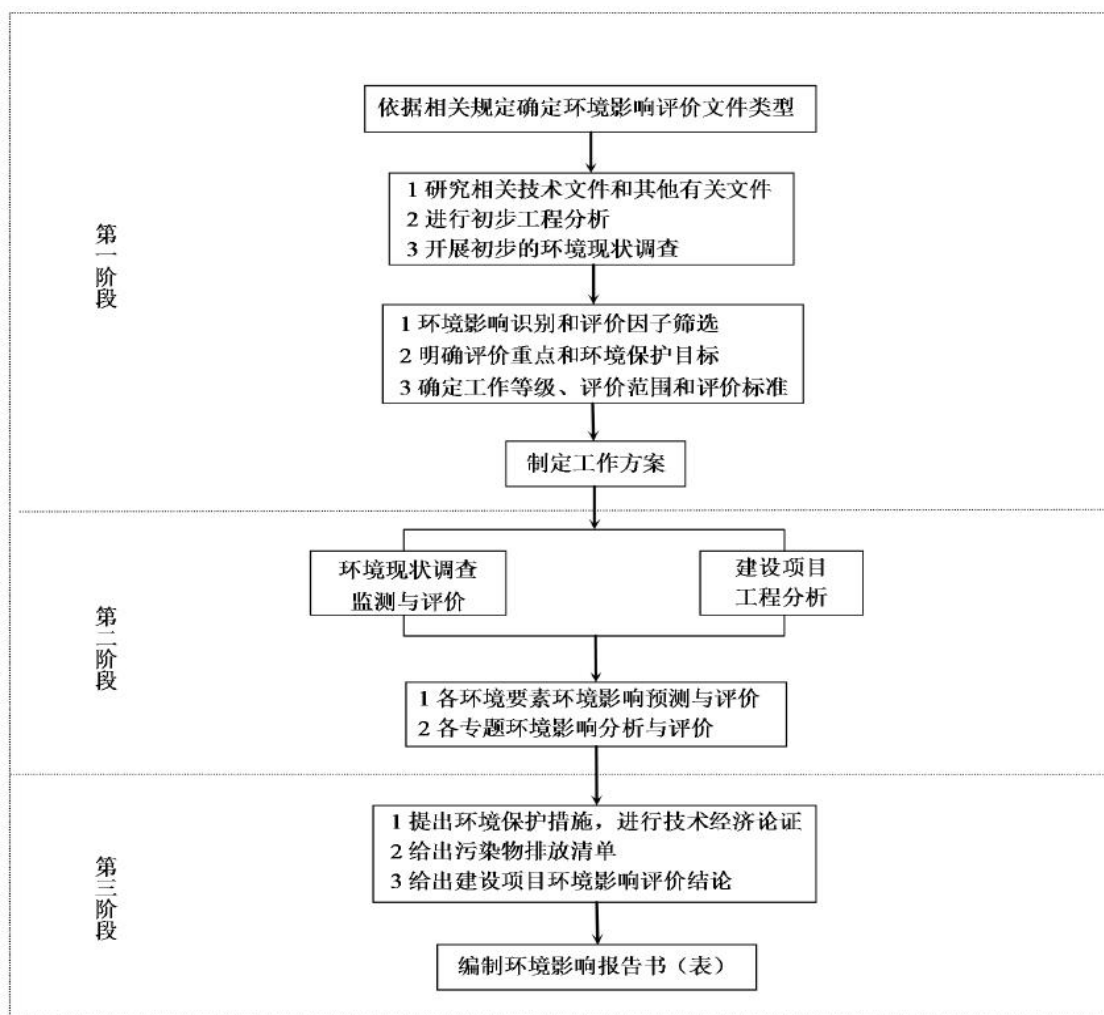 依据相关规定确定环境影响评价文件类型
1 研究相关技术文件和其他有关文件
2 进行初步工程分析
3 开展初步的环境现状调查
第一阶段
1 环境影响识别和评价因子筛选
2 明确评价重点和环境保护目标
3 确定工作等级、评价范围和评价标准
制定工作方案
环境现状调查
监测与评价
建设项目
工程分析
第二阶段
1 各环境要素环境影响预测与评价
2 各专题环境影响分析与评价
1 提出环境保护措施，进行技术经济论证
2 给出污染物排放清单
3 给出建设项目环境影响评价结论
第三阶段
编制环境影响报告书（表）